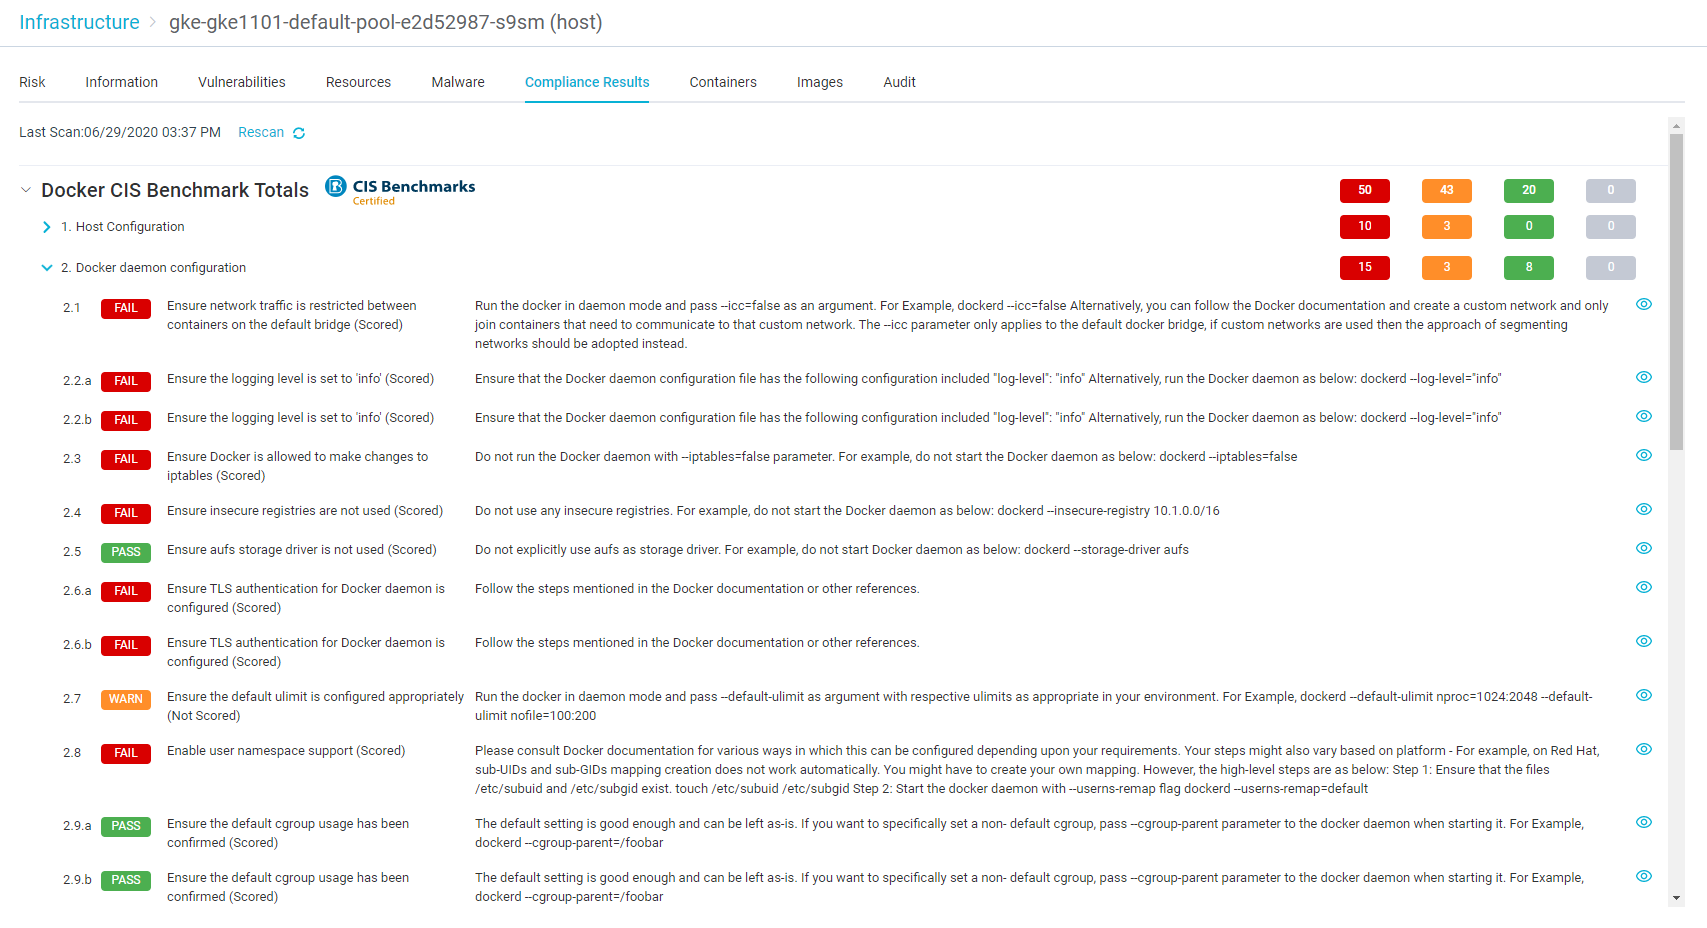 Infrastructure > gke-gke1101-default-pool-e2d52987-s9sm (host)
Risk Information Vulnerabilities Resources Malware Compliance Results Containers Images Audit
Last Scan:06/29/2020 03:37 PM Rescan
Docker CIS Benchmark Totals CIS Benchmarks 50 43 20 0
Certified
1. Host Configuration 10 3 0 0
2. Docker daemon configuration 15 3 8 0
2.1 FAIL Ensure network traffic is restricted between Run the docker in daemon mode and pass --icc=false as an argument. For Example, dockerd --icc=false Alternatively, you can follow the Docker documentation and create a custom network and only
containers on the default bridge (Scored) join containers that need to communicate to that custom network. The --icc parameter only applies to the default docker bridge, if custom networks are used then the approach of segmenting
networks should be adopted instead.
2.2.a FAIL Ensure the logging level is set to 'info' (Scored) Ensure that the Docker daemon configuration file has the following configuration included "log-level": "info" Alternatively, run the Docker daemon as below: dockerd --log-level="info"
2.2.b FAIL Ensure the logging level is set to 'info' (Scored) Ensure that the Docker daemon configuration file has the following configuration included "log-level": "info" Alternatively, run the Docker daemon as below: dockerd --log-level="info"
2.3 FAIL Ensure Docker is allowed to make changes to Do not run the Docker daemon with --iptables=false parameter. For example, do not start the Docker daemon as below: dockerd --iptables=false
iptables (Scored)
2.4 FAIL Ensure insecure registries are not used (Scored) Do not use any insecure registries. For example, do not start the Docker daemon as below: dockerd --insecure-registry 10.1.0.0/16
2.5 PASS Ensure aufs storage driver is not used (Scored) Do not explicitly use aufs as storage driver. For example, do not start Docker daemon as below: dockerd --storage-driver aufs
2.6.a FAIL Ensure TLS authentication for Docker daemon is Follow the steps mentioned in the Docker documentation or other references.
configured (Scored)
2.6.b FAIL Ensure TLS authentication for Docker daemon is Follow the steps mentioned in the Docker documentation or other references.
configured (Scored)
2.7 WARN Ensure the default ulimit is configured appropriately Run the docker in daemon mode and pass --default-ulimit as argument with respective ulimits as appropriate in your environment. For Example, dockerd --default-ulimit nproc=1024:2048 --default-
(Not Scored) ulimit nofile=100:200
2.8 FAIL Enable user namespace support (Scored) Please consult Docker documentation for various ways in which this can be configured depending upon your requirements. Your steps might also vary based on platform - For example, on Red Hat,
sub-UIDs and sub-GIDs mapping creation does not work automatically. You might have to create your own mapping. However, the high-level steps are as below: Step 1: Ensure that the files
/etc/subuid and /etc/subgid exist. touch /etc/subuid /etc/subgid Step 2: Start the docker daemon with --userns-remap flag dockerd --userns-remap=default
2.9.a PASS Ensure the default cgroup usage has been The default setting is good enough and can be left as-is. If you want to specifically set a non- default cgroup, pass --cgroup-parent parameter to the docker daemon when starting it. For Example,
confirmed (Scored) dockerd --cgroup-parent=/foobar
2.9.b PASS Ensure the default cgroup usage has been The default setting is good enough and can be left as-is. If you want to specifically set a non- default cgroup, pass --cgroup-parent parameter to the docker daemon when starting it. For Example,
confirmed (Scored) dockerd --cgroup-parent=/foobar